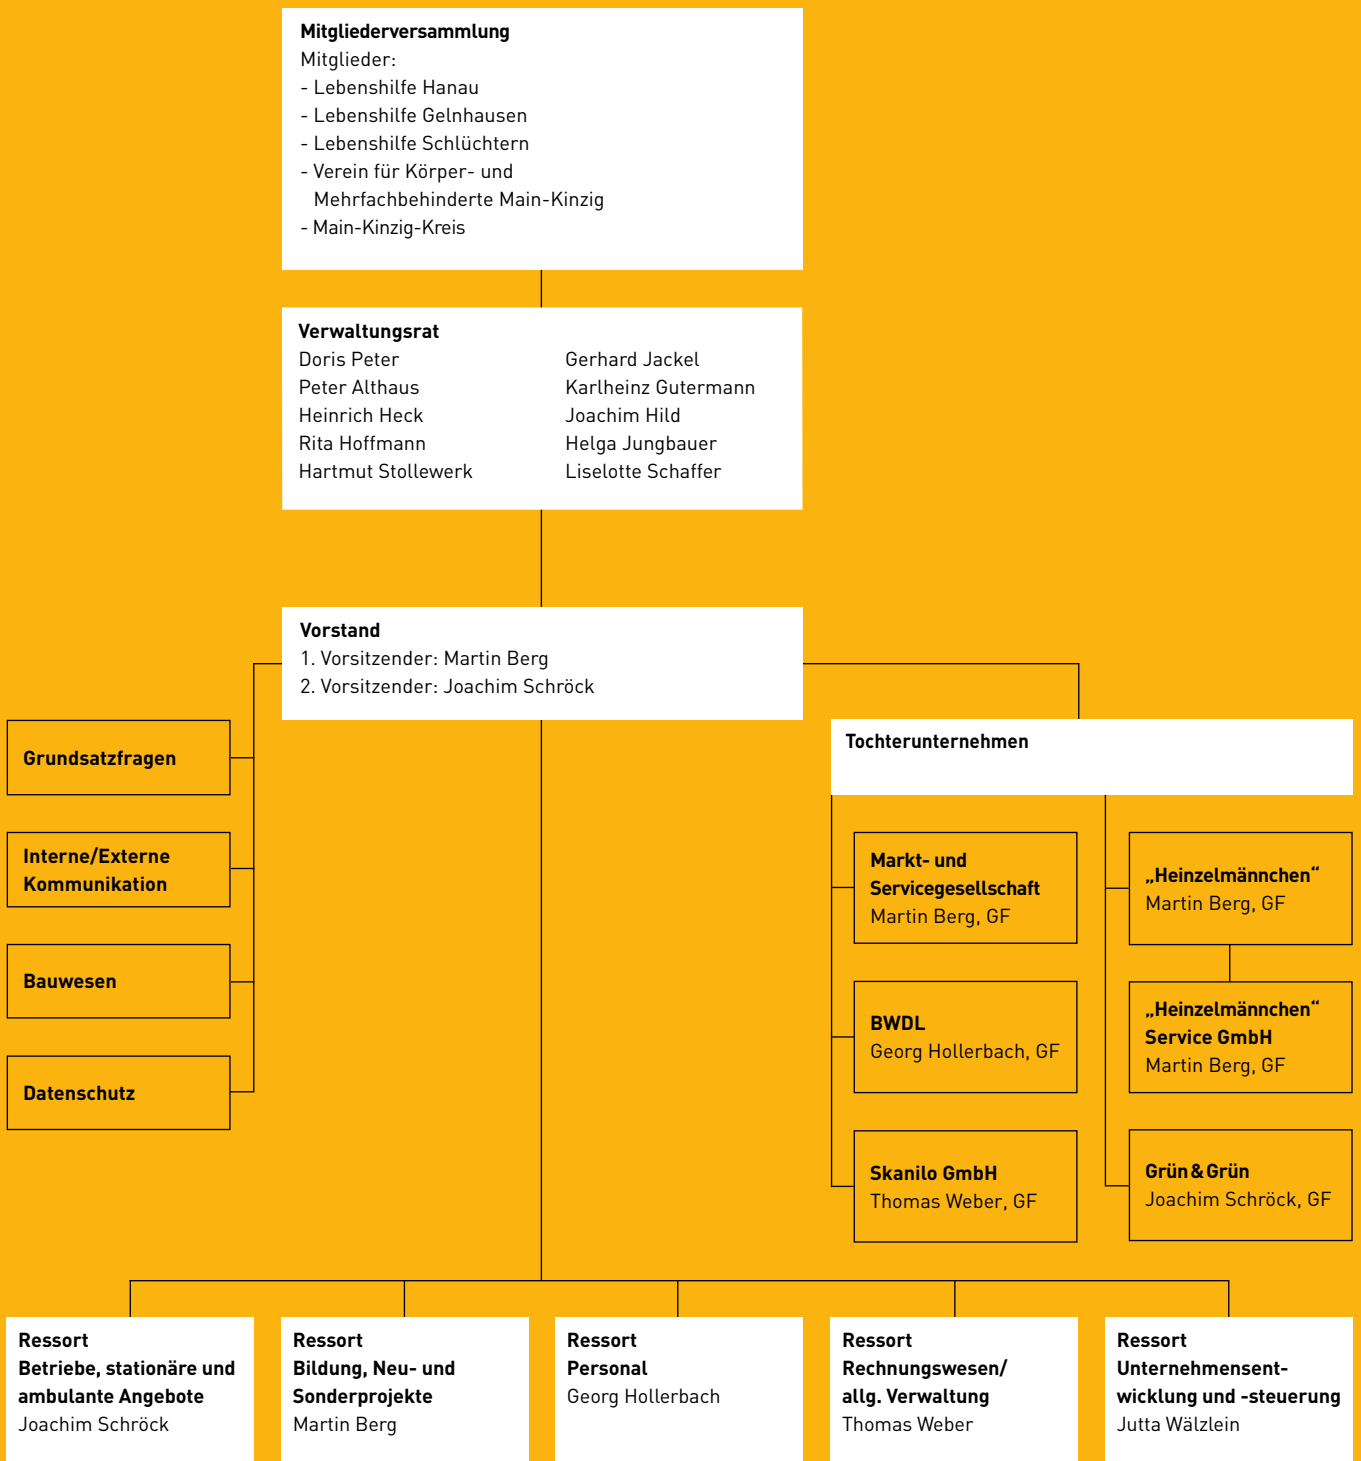 Mitgliederversammlung
Mitglieder:
- Lebenshilfe Hanau
- Lebenshilfe Gelnhausen
- Lebenshilfe Schlüchtern
- Verein für Körper- und
Mehrfachbehinderte Main-Kinzig
- Main-Kinzig-Kreis
Verwaltungsrat
Doris Peter
Peter Althaus
Heinrich Heck
Rita Hoffmann
Hartmut Stollewerk
Gerhard Jackel
Karlheinz Gutermann
Joachim Hild
Helga Jungbauer
Liselotte Schaffer
Vorstand
1. Vorsitzender: Martin Berg
2. Vorsitzender: Joachim Schröck
Grundsatzfragen
Interne/Externe
Kommunikation
Bauwesen
Datenschutz
Tochterunternehmen
Markt- und
Servicegesellschaft
Martin Berg, GF
BWDL
Georg Hollerbach, GF
Skanilo GmbH
Thomas Weber, GF
„Heinzelmännchen“
Martin Berg, GF
„Heinzelmännchen“
Service GmbH
Martin Berg, GF
Grün & Grün
Joachim Schröck, GF
Ressort
Betriebe, stationäre und
ambulante Angebote
Joachim Schröck
Ressort
Bildung, Neu- und
Sonderprojekte
Martin Berg
Ressort
Personal
Georg Hollerbach
Ressort
Rechnungswesen/
allg. Verwaltung
Thomas Weber
Ressort
Unternehmensent-
wicklung und -steuerung
Jutta Wälzlein